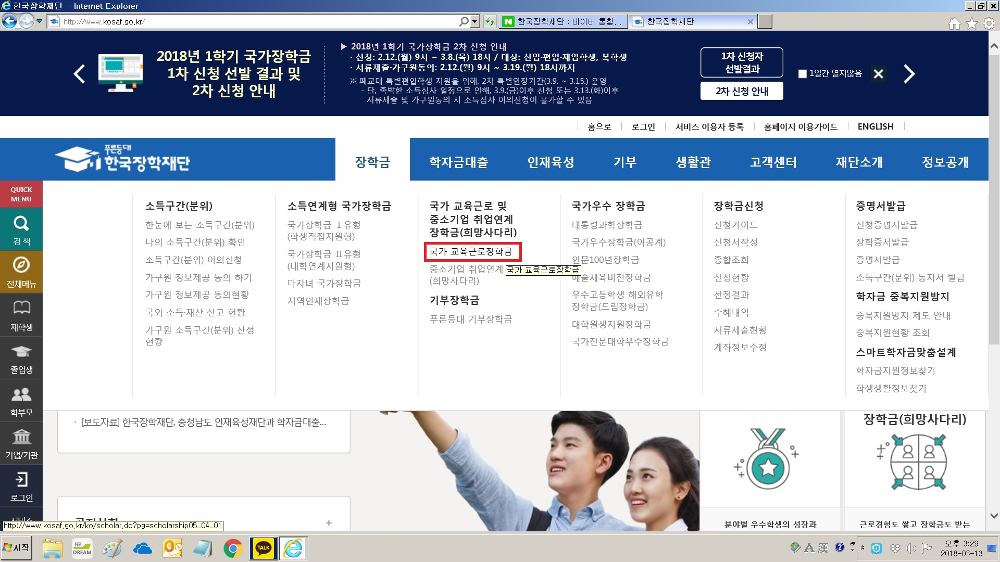 한국장학재단 - Internet Explorer
http://www.kosaf.go.kr/
한국장학재단 : 네이버 통합...
한국장학재단
2018년 1학기 국가장학금
1차 신청 선발 결과 및
2차 신청 안내
▶ 2018년 1학기 국가장학금 2차 신청 안내
· 신청: 2.12.(월) 9시 ~ 3.8.(목) 18시 / 대상: 신입·편입·재입학생, 복학생
· 서류제출·가구원동의: 2.12.(월) 9시 ~ 3.19.(월) 18시까지
※ 폐교대 특별편입학생 지원을 위해, 2차 특별연장기간(3.9. ~ 3.15.) 운영
- 단, 촉박한 소득심사 일정으로 인해, 3.9.(금)이후 신청 또는 3.13.(화)이후
서류제출 및 가구원동의 시 소득심사 이의신청이 불가할 수 있음
1차 신청자
선발결과
2차 신청 안내
1일간 열지않음
홈으로
로그인
서비스 이용자 등록
홈페이지 이용가이드
ENGLISH
푸른등대
한국장학재단
장학금
학자금대출
인재육성
기부
생활관
고객센터
재단소개
정보공개
QUICK
MENU
검 색
전체메뉴
재학생
졸업생
학부모
기업/기관
로그인
소득구간(분위)
한눈에 보는 소득구간(분위)
나의 소득구간(분위) 확인
소득구간(분위) 이의신청
가구원 정보제공 동의 하기
가구원 정보제공 동의현황
국외 소득·재산 신고 현황
가구원 소득구간(분위) 산정
현황
소득연계형 국가장학금
국가장학금 Ⅰ유형
(학생직접지원형)
국가장학금 Ⅱ유형
(대학연계지원형)
다자녀 국가장학금
지역인재장학금
국가 교육근로 및
중소기업 취업연계
장학금(희망사다리)
국가 교육근로장학금
중소기업 취업연계
(희망사다리)
국가 교육근로장학금
기부장학금
푸른등대 기부장학금
국가우수 장학금
대통령과학장학금
국가우수장학금(이공계)
인문100년장학금
예술체육비전장학금
우수고등학생 해외유학
장학금(드림장학금)
대학원생지원장학금
국가전문대학우수장학금
장학금신청
신청가이드
신청서작성
종합조회
신청현황
선정결과
수혜내역
서류제출현황
계좌정보수정
증명서발급
신청증명서발급
장학증서발급
증명서발급
소득구간(분위) 통지서 발급
학자금 중복지원방지
중복지원방지 제도 안내
중복지원현황 조회
스마트학자금맞춤설계
학자금지원정보찾기
학생생활정보찾기
· [보도자료] 한국장학재단, 충청남도 인재육성재단과 학자금대출...
장학금(희망사다리)
분야별 우수학생의 성장과
근로경험도 쌓고 장학금도 받는
http://www.kosaf.go.kr/ko/scholar.do?pg=scholarship05_04_01
시작
DREAM
TALK
A 漢
오후 3:29
2018-03-13